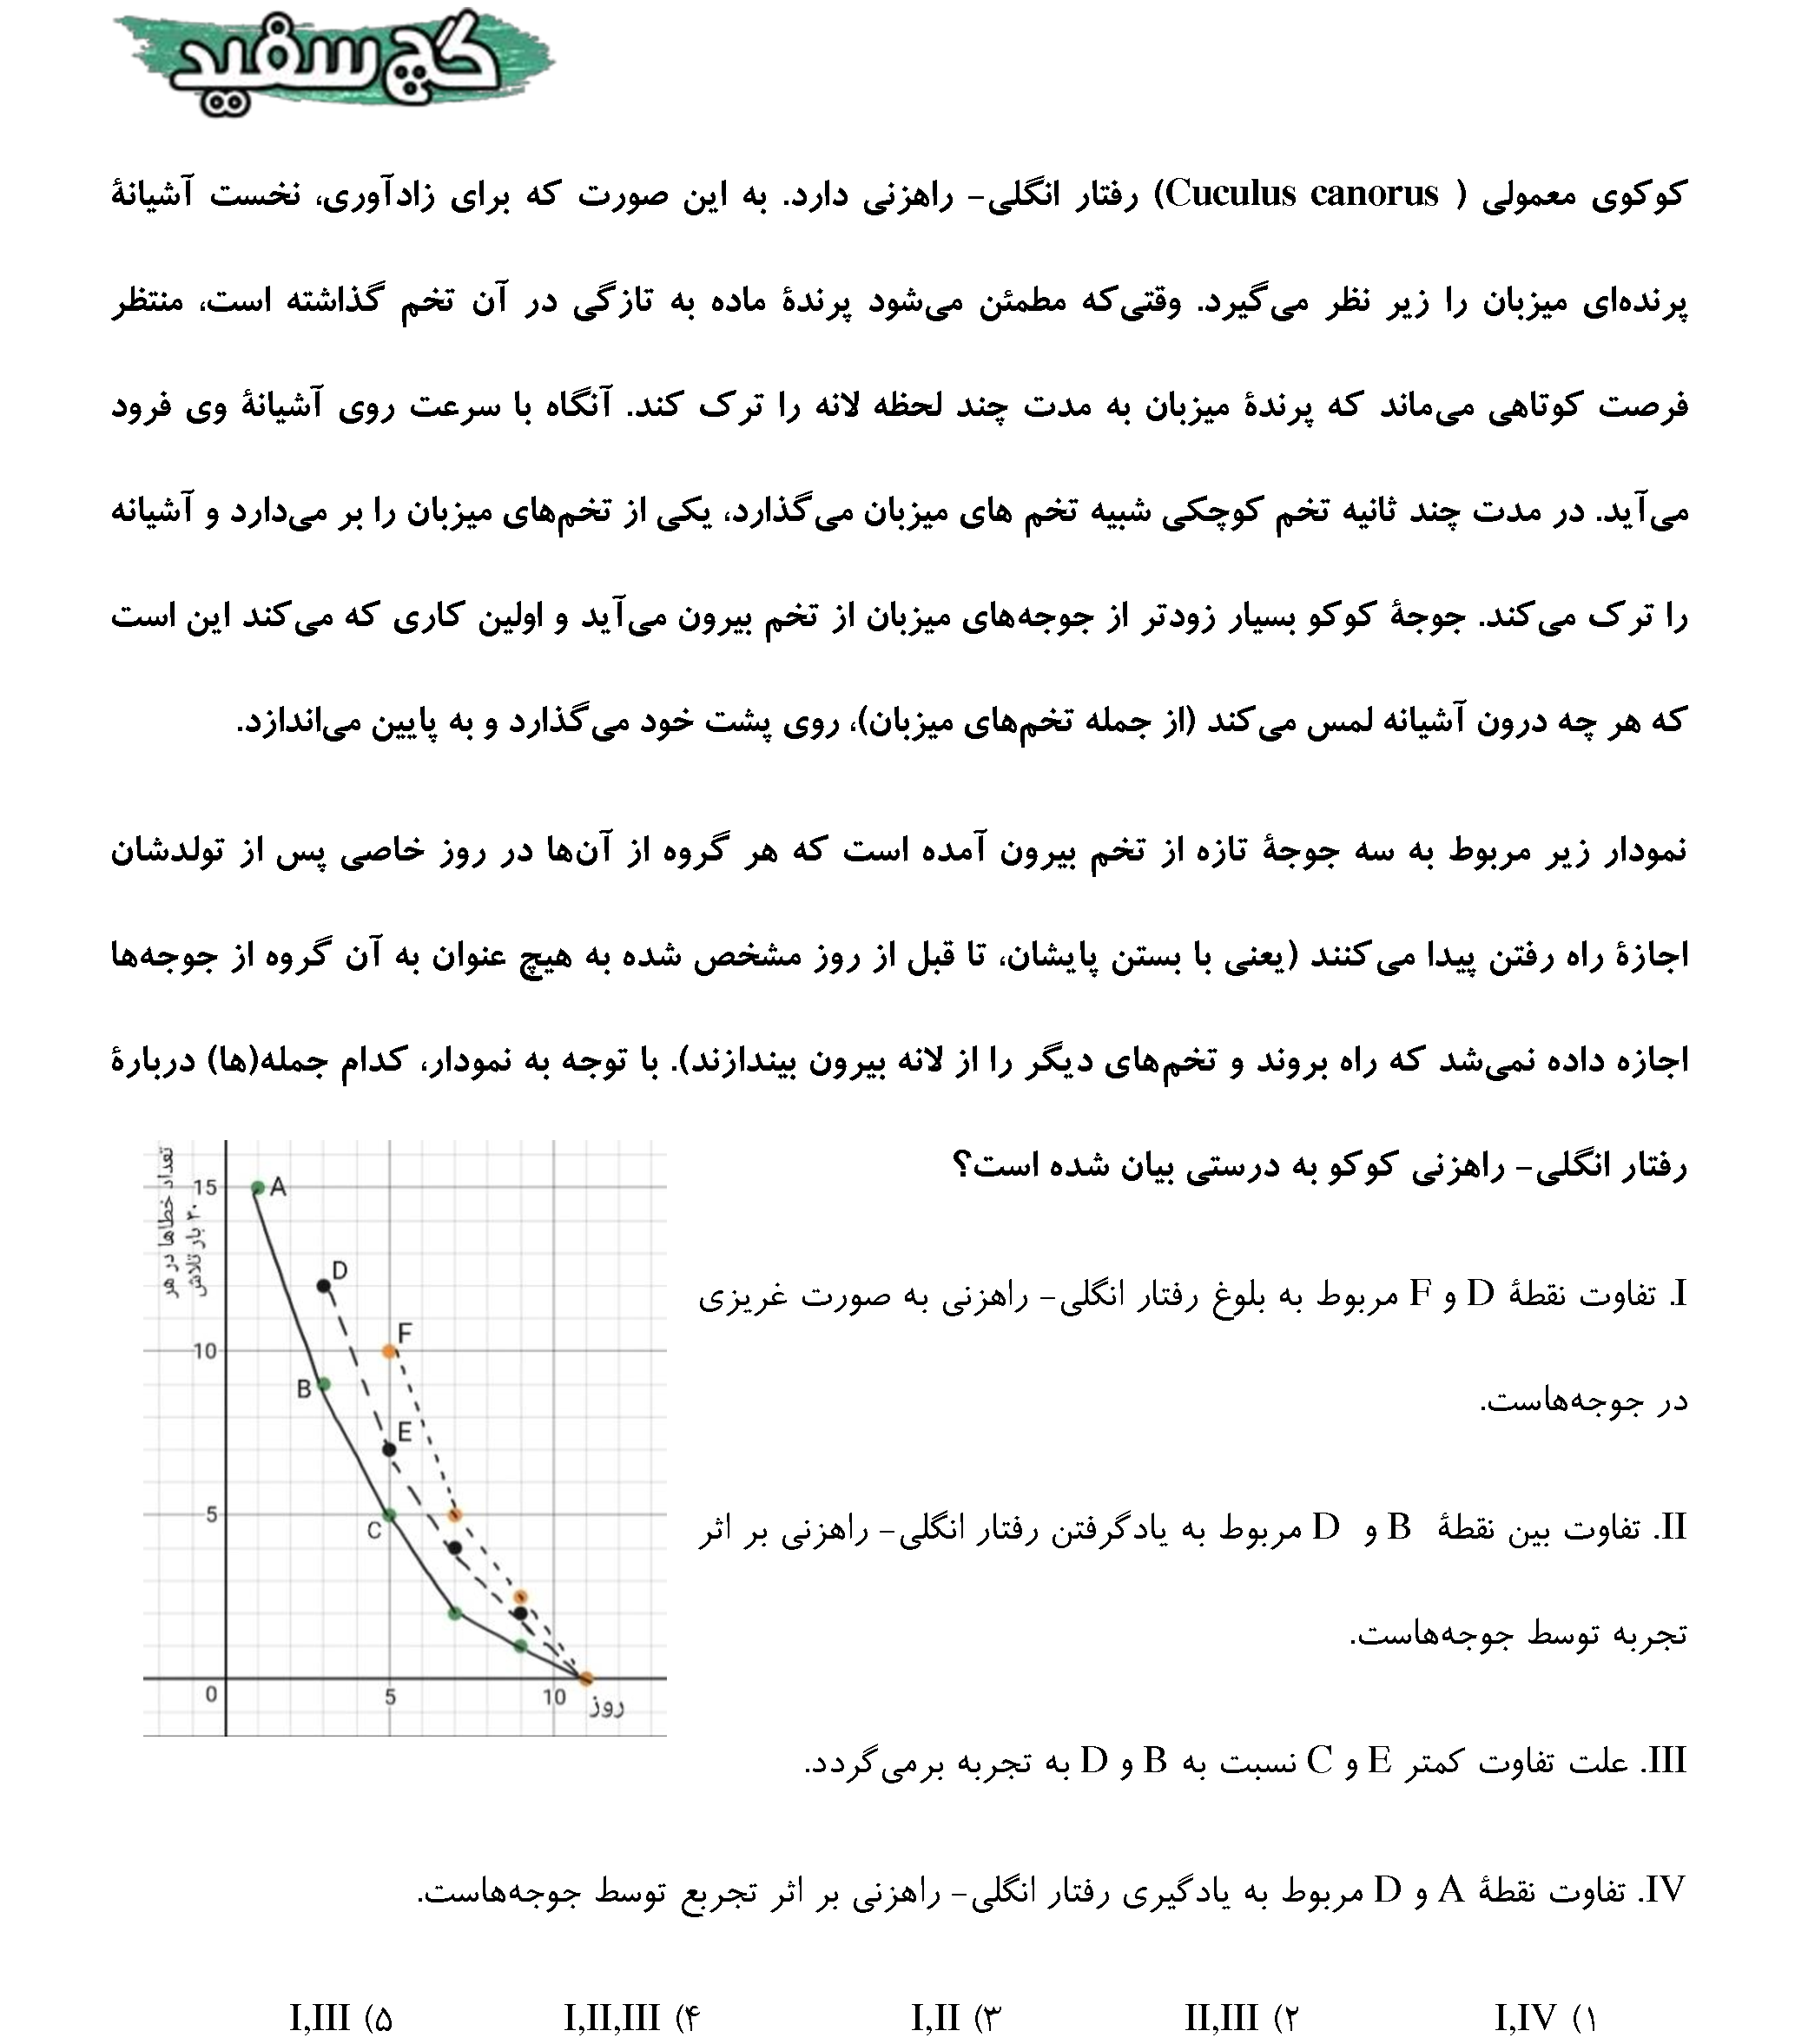 گچ سفید
کوکوی معمولی ( Cuculus canorus) رفتار انگلی- راهزنی دارد. به این صورت که برای زادآوری، نخست آشیانهٔ
پرنده‌ای میزبان را زیر نظر می‌گیرد. وقتی‌که مطمئن می‌شود پرندهٔ ماده به تازگی در آن تخم گذاشته است، منتظر
فرصت کوتاهی می‌ماند که پرندهٔ میزبان به مدت چند لحظه لانه را ترک کند. آنگاه با سرعت روی آشیانهٔ وی فرود
می‌آید. در مدت چند ثانیه تخم کوچکی شبیه تخم های میزبان می‌گذارد، یکی از تخم‌های میزبان را بر می‌دارد و آشیانه
را ترک می‌کند. جوجهٔ کوکو بسیار زودتر از جوجه‌های میزبان از تخم بیرون می‌آید و اولین کاری که می‌کند این است
که هر چه درون آشیانه لمس می‌کند (از جمله تخم‌های میزبان)، روی پشت خود می‌گذارد و به پایین می‌اندازد.
نمودار زیر مربوط به سه جوجهٔ تازه از تخم بیرون آمده است که هر گروه از آن‌ها در روز خاصی پس از تولدشان
اجازهٔ راه رفتن پیدا می‌کنند (یعنی با بستن پایشان، تا قبل از روز مشخص شده به هیچ عنوان به آن گروه از جوجه‌ها
اجازه داده نمی‌شد که راه بروند و تخم‌های دیگر را از لانه بیرون بیندازند). با توجه به نمودار، کدام جمله(ها) دربارهٔ
رفتار انگلی- راهزنی کوکو به درستی بیان شده است؟
تعداد خطاها در هر
۲۰ بار تلاش
15
A
D
F
10
B
E
5
C
0
5
10
روز
I. تفاوت نقطهٔ D و F مربوط به بلوغ رفتار انگلی- راهزنی به صورت غریزی
در جوجه‌هاست.
II. تفاوت بین نقطهٔ B و D مربوط به یادگرفتن رفتار انگلی- راهزنی بر اثر
تجربه توسط جوجه‌هاست.
III. علت تفاوت کمتر E و C نسبت به B و D به تجربه برمی‌گردد.
IV. تفاوت نقطهٔ A و D مربوط به یادگیری رفتار انگلی- راهزنی بر اثر تجربع توسط جوجه‌هاست.
۱) I,IV ۲) II,III ۳) I,II ۴) I,II,III ۵) I,III